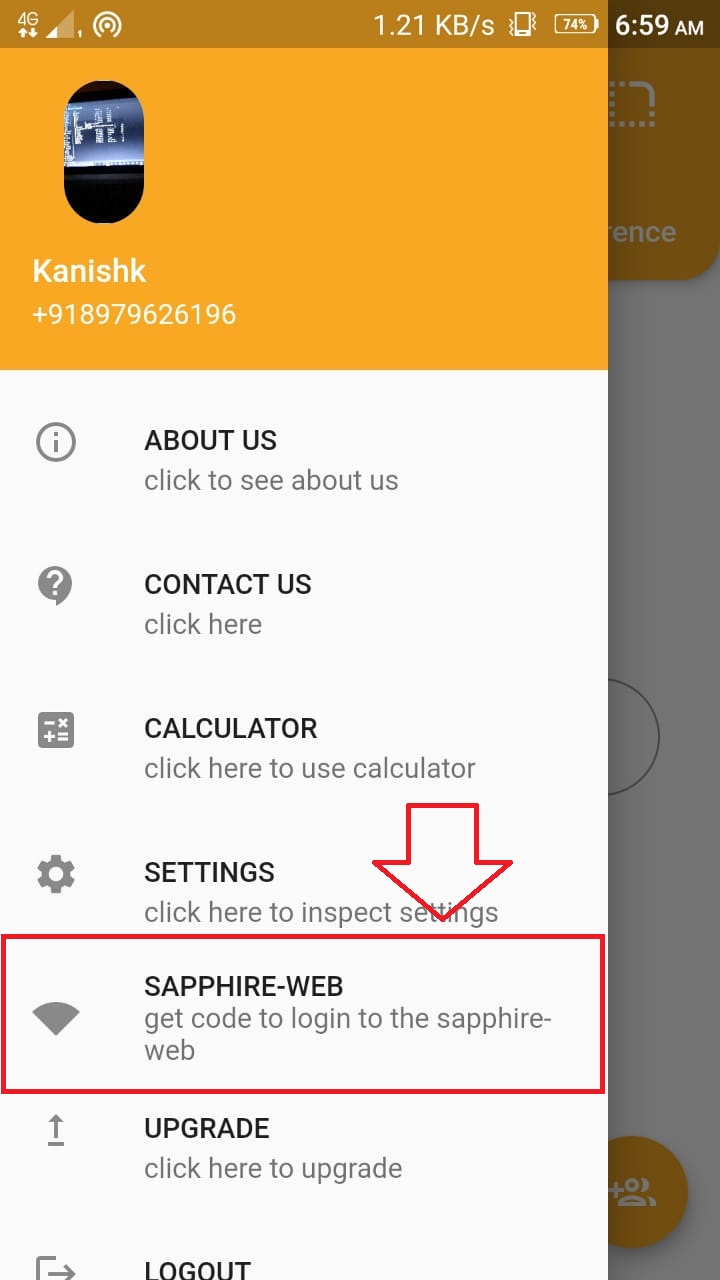 4G 1 1.21 KB/s 74% 6:59 AM
rence
Kanishk
+918979626196
ABOUT US
click to see about us
CONTACT US
click here
CALCULATOR
click here to use calculator
SETTINGS
click here to inspect settings
SAPPHIRE-WEB
get code to login to the sapphire-
web
UPGRADE
click here to upgrade
LOGOUT